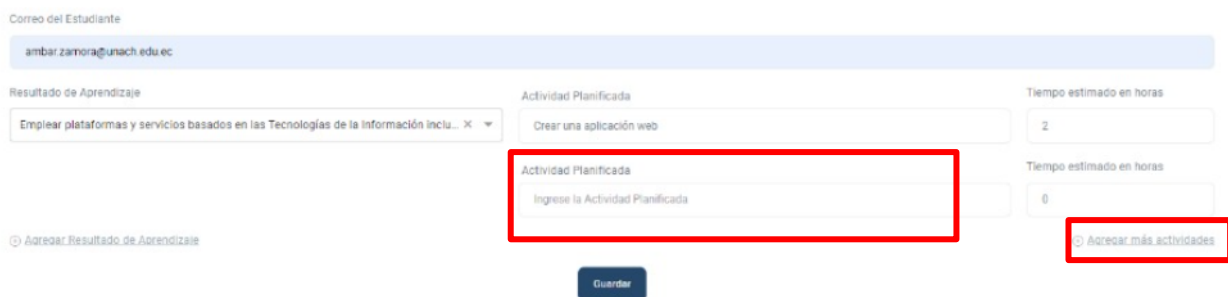 Correo del Estudiante
ambar.zamora@unach.edu.ec
Resultado de Aprendizaje
Actividad Planificada
Tiempo estimado en horas
Emplear plataformas y servicios basados en las Tecnologías de la Información inclu...
Crear una aplicación web
2
Actividad Planificada
Tiempo estimado en horas
Ingrese la Actividad Planificada
0
Agregar Resultado de Aprendizaje
Agregar más actividades
Guardar